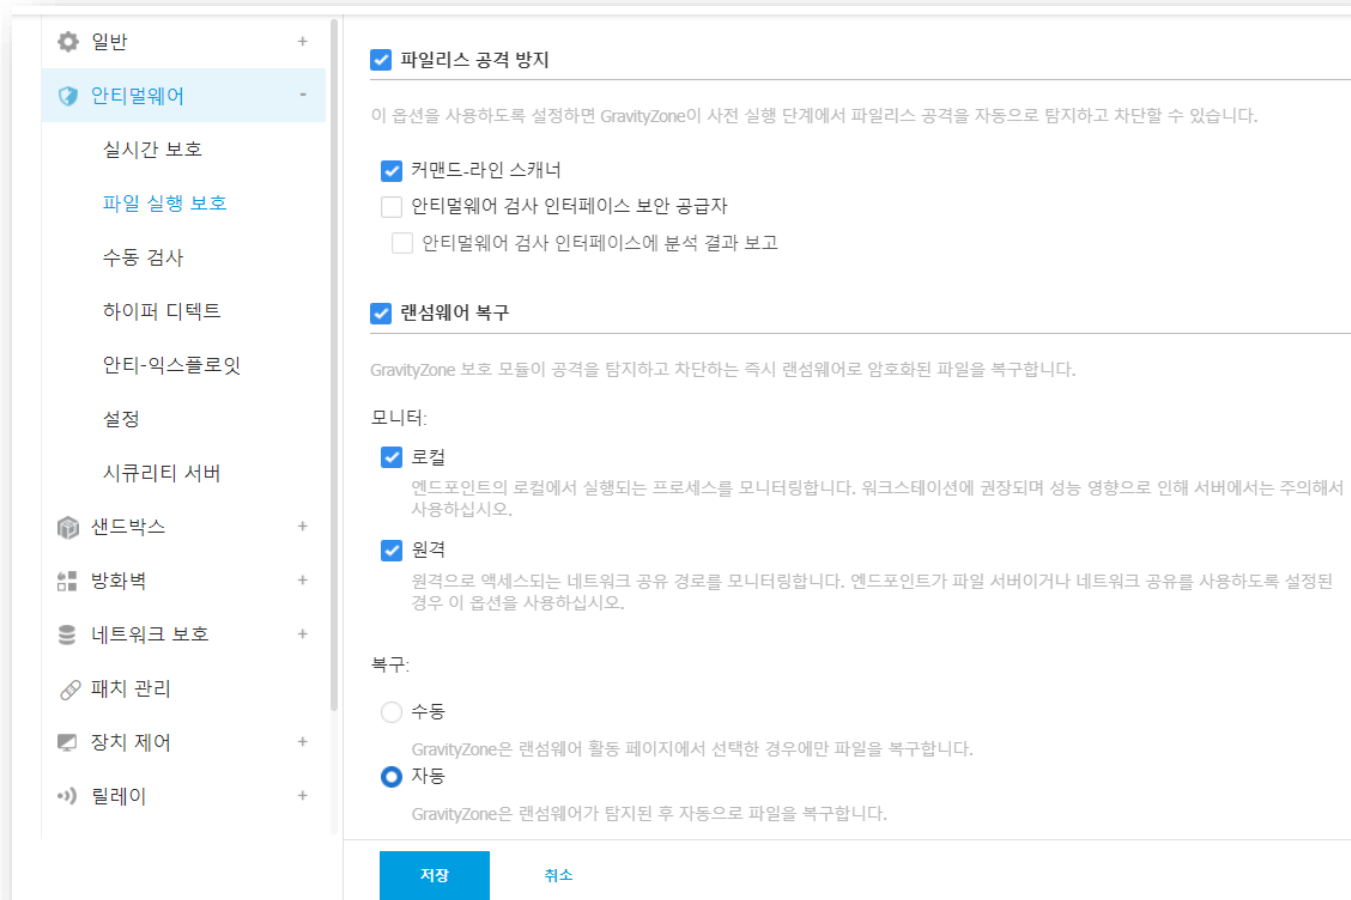 일반 +
안티멀웨어 -
실시간 보호
파일 실행 보호
수동 검사
하이퍼 디텍트
안티-익스플로잇
설정
시큐리티 서버
샌드박스 +
방화벽 +
네트워크 보호 +
패치 관리
장치 제어 +
릴레이 +
파일리스 공격 방지
이 옵션을 사용하도록 설정하면 GravityZone이 사전 실행 단계에서 파일리스 공격을 자동으로 탐지하고 차단할 수 있습니다.
커맨드-라인 스캐너
안티멀웨어 검사 인터페이스 보안 공급자
안티멀웨어 검사 인터페이스에 분석 결과 보고
랜섬웨어 복구
GravityZone 보호 모듈이 공격을 탐지하고 차단하는 즉시 랜섬웨어로 암호화된 파일을 복구합니다.
모니터:
로컬
엔드포인트의 로컬에서 실행되는 프로세스를 모니터링합니다. 워크스테이션에 권장되며 성능 영향으로 인해 서버에서는 주의해서
사용하십시오.
원격
원격으로 액세스되는 네트워크 공유 경로를 모니터링합니다. 엔드포인트가 파일 서버이거나 네트워크 공유를 사용하도록 설정된
경우 이 옵션을 사용하십시오.
복구:
수동
GravityZone은 랜섬웨어 활동 페이지에서 선택한 경우에만 파일을 복구합니다.
자동
GravityZone은 랜섬웨어가 탐지된 후 자동으로 파일을 복구합니다.
저장 취소